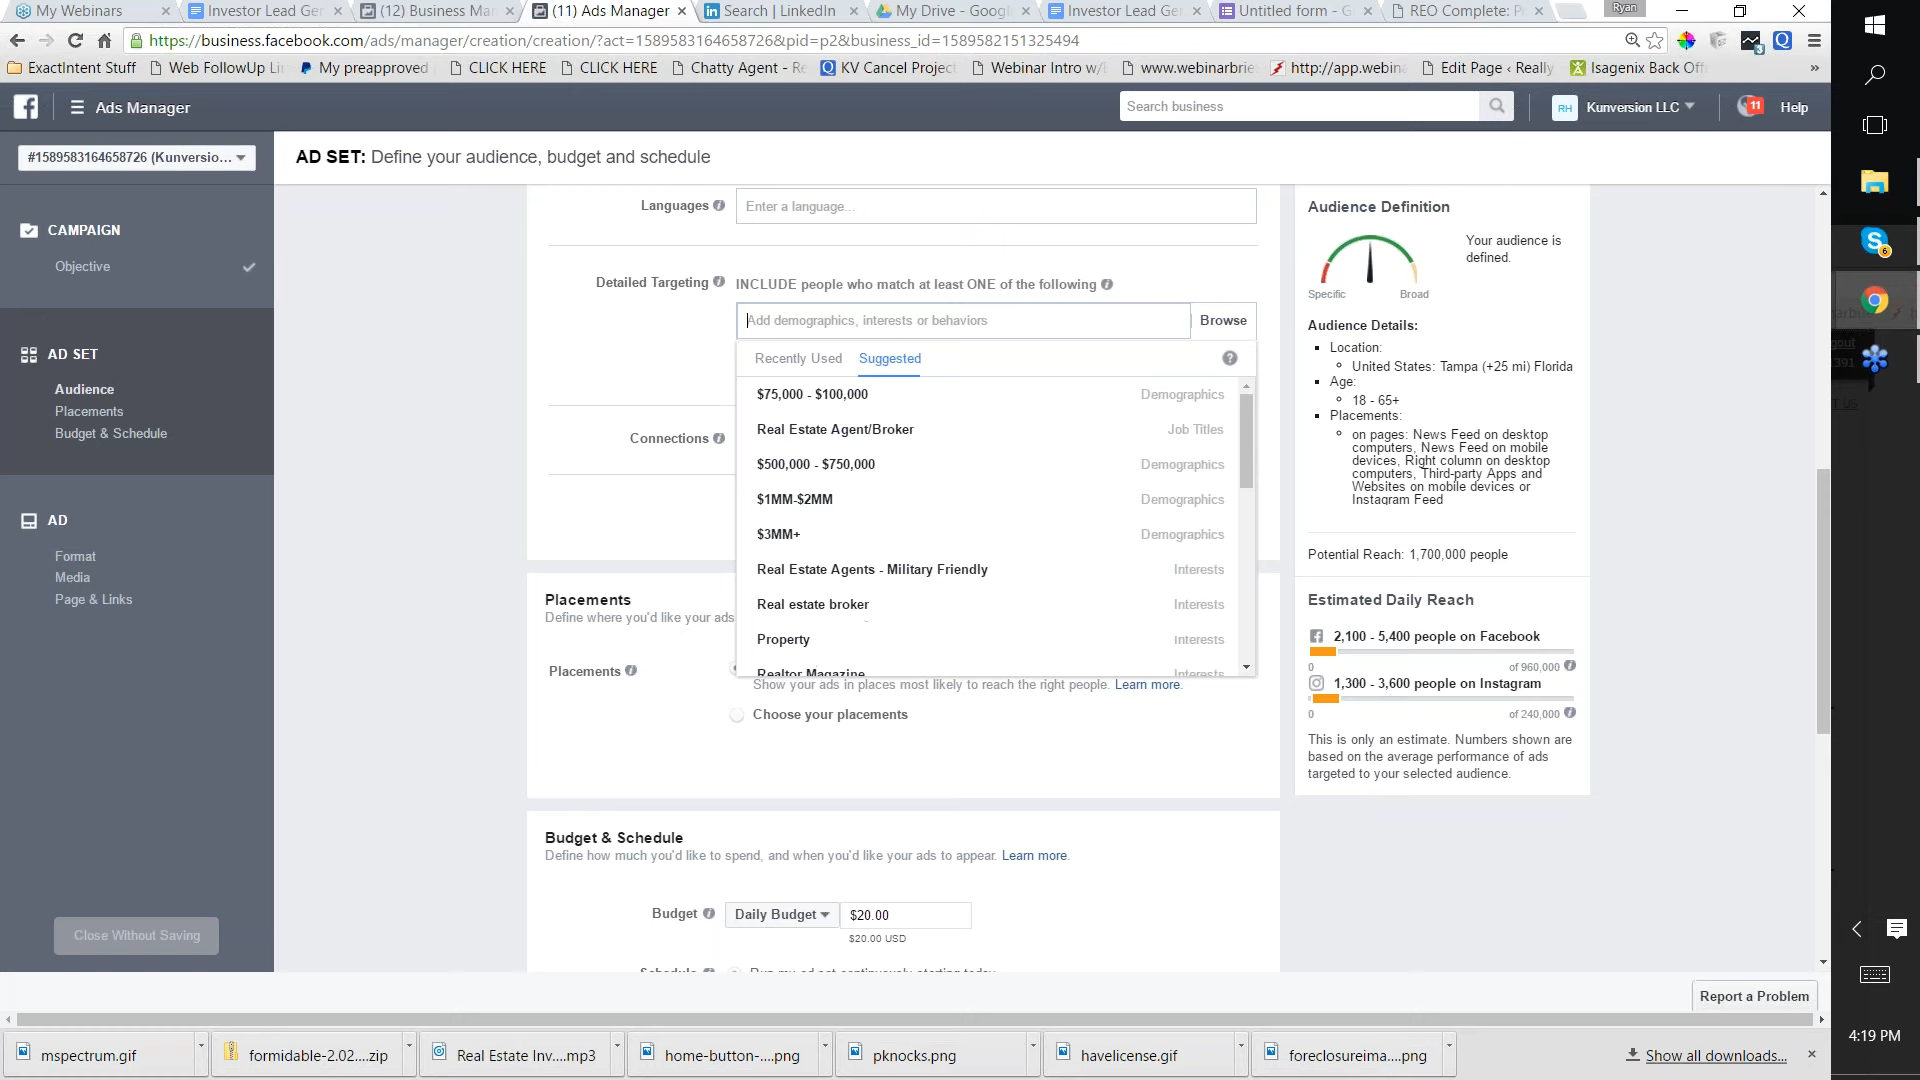 My Webinars
Investor Lead Ger
(12) Business Man
(11) Ads Manager
Search | LinkedIn
My Drive - Googl
Investor Lead Ger
Untitled form - G
REO Complete: P
Ryan
https://business.facebook.com/ads/manager/creation/creation/?act=1589583164658726&pid=p2&business_id=1589582151325494
ExactIntent Stuff
Web FollowUp Li
My preapproved
CLICK HERE
CLICK HERE
Chatty Agent - Re
KV Cancel Project
Webinar Intro w/
www.webinarbrie
http://app.webina
Edit Page ‹ Really
Isagenix Back Off
»
Ads Manager
Search business
RH
Kunversion LLC
11
Help
#1589583164658726 (Kunversio...
AD SET: Define your audience, budget and schedule
CAMPAIGN
Objective
AD SET
Audience
Placements
Budget & Schedule
AD
Format
Media
Page & Links
Close Without Saving
Languages
Enter a language...
Detailed Targeting
INCLUDE people who match at least ONE of the following
Add demographics, interests or behaviors
Browse
Recently Used
Suggested
$75,000 - $100,000 Demographics
Real Estate Agent/Broker Job Titles
$500,000 - $750,000 Demographics
$1MM-$2MM Demographics
$3MM+ Demographics
Real Estate Agents - Military Friendly Interests
Real estate broker Interests
Property Interests
Realtor Magazine Interests
Connections
Placements
Define where you'd like your ads
Placements
Show your ads in places most likely to reach the right people. Learn more.
Choose your placements
Budget & Schedule
Define how much you'd like to spend, and when you'd like your ads to appear. Learn more.
Budget
Daily Budget
$20.00
$20.00 USD
Schedule
Run my ad set continuously starting today
Audience Definition
Your audience is
defined.
Specific
Broad
Audience Details:
Location:
United States: Tampa (+25 mi) Florida
Age:
18 - 65+
Placements:
on pages: News Feed on desktop
computers, News Feed on mobile
devices, Right column on desktop
computers, Third-party Apps and
Websites on mobile devices or
Instagram Feed
Potential Reach: 1,700,000 people
Estimated Daily Reach
2,100 - 5,400 people on Facebook
0 of 960,000
1,300 - 3,600 people on Instagram
0 of 240,000
This is only an estimate. Numbers shown are
based on the average performance of ads
targeted to your selected audience.
Report a Problem
mspectrum.gif
formidable-2.02....zip
Real Estate Inv....mp3
home-button-....png
pknocks.png
havelicense.gif
foreclosureima....png
Show all downloads...
6
4:19 PM